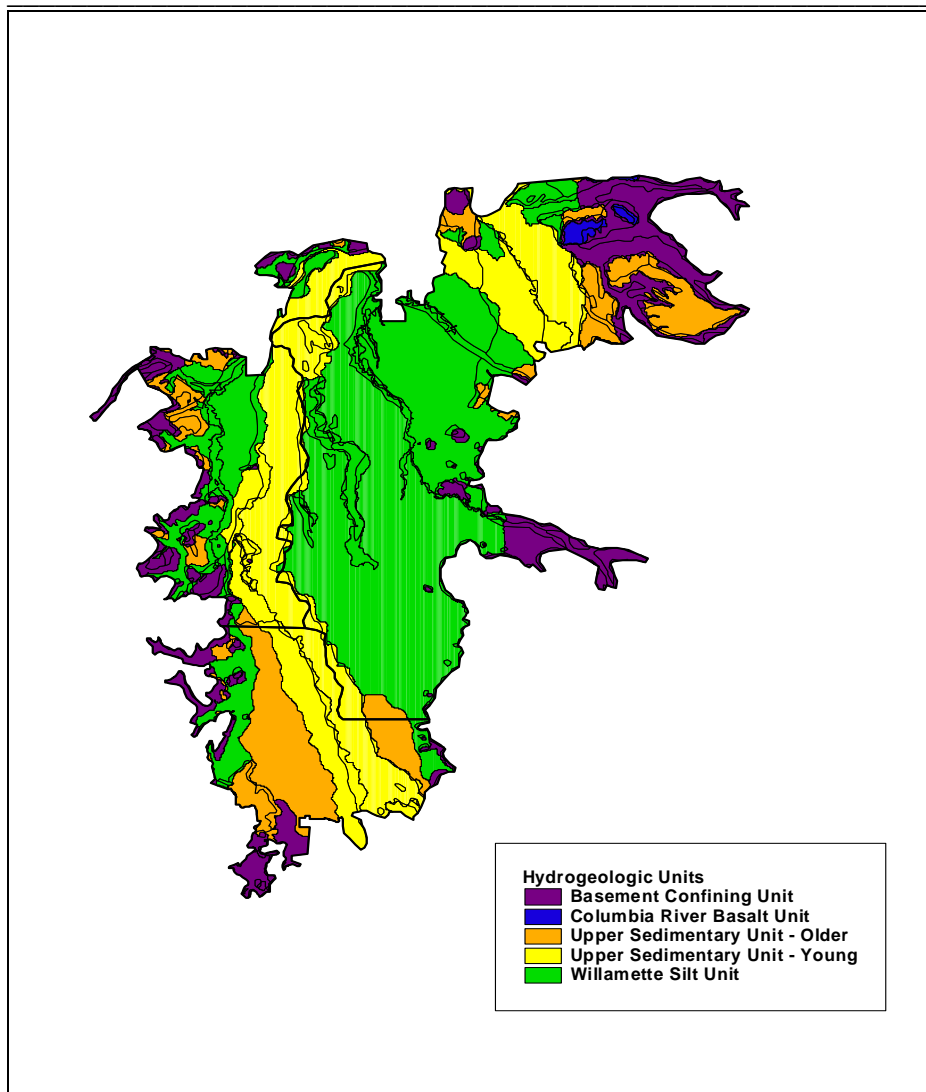 Hydrogeologic Units
Basement Confining Unit
Columbia River Basalt Unit
Upper Sedimentary Unit - Older
Upper Sedimentary Unit - Young
Willamette Silt Unit